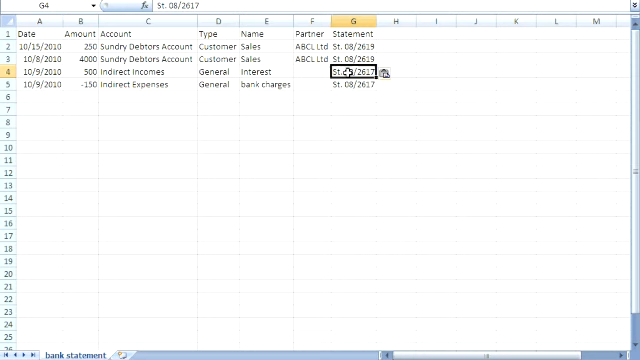 G4 fx St. 08/2617
A B C D E F G H I J K L M
1 Date Amount Account Type Name Partner Statement
2 10/15/2010 250 Sundry Debtors Account Customer Sales ABCL Ltd St. 08/2619
3 10/8/2010 4000 Sundry Debtors Account Customer Sales ABCL Ltd St. 08/2619
4 10/9/2010 500 Indirect Incomes General Interest St. 08/2617
5 10/9/2010 -150 Indirect Expenses General bank charges St. 08/2617
6
7
8
9
10
11
12
13
14
15
16
17
18
19
20
21
22
23
24
25
26
bank statement